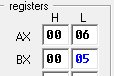 registers
H L
AX 00 06
BX 00 05